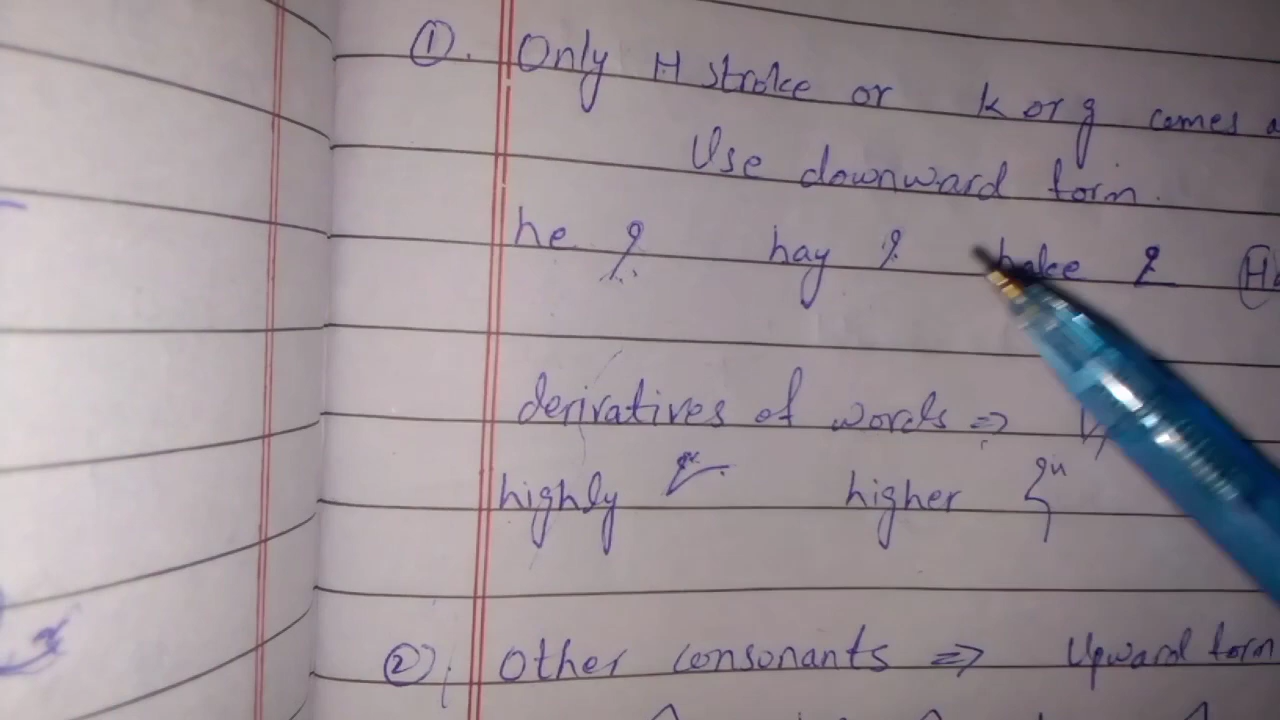 ① . Only H stroke or k or g comes a
Use downward form.
he hay hake H
derivatives of words ⇒
highly higher
② . Other consonants ⇒ Upward form